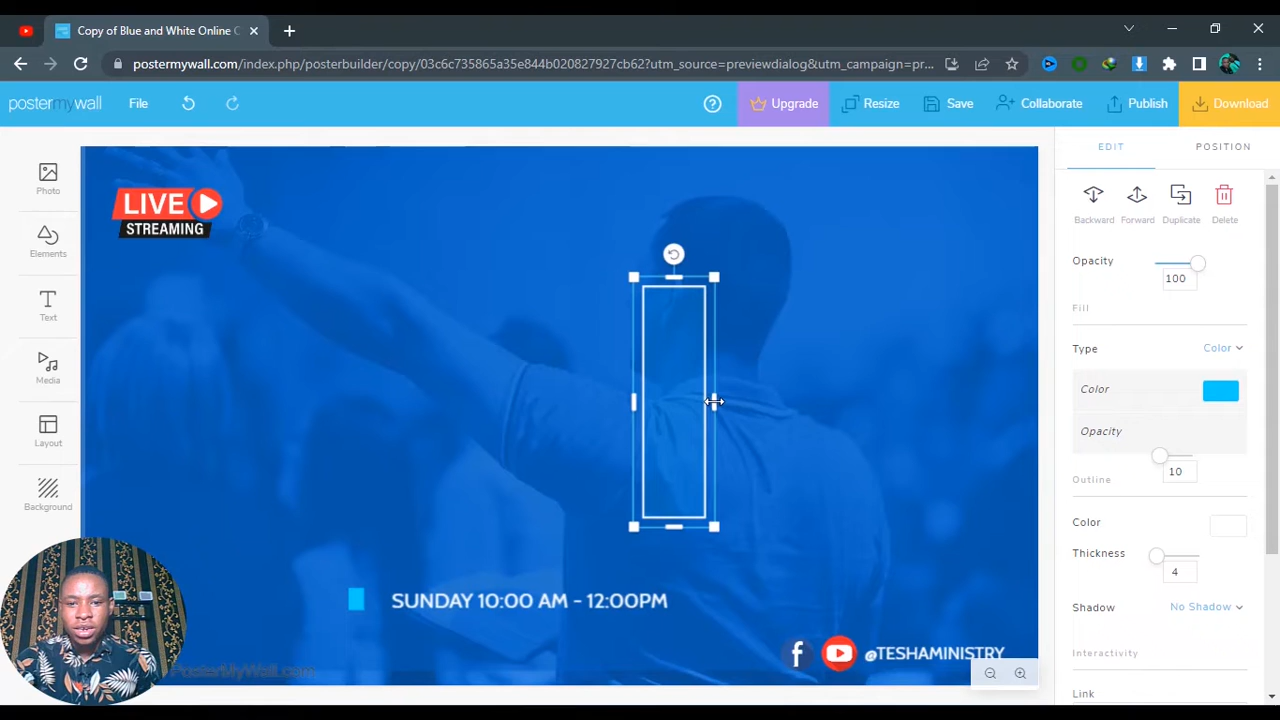 Copy of Blue and White Online C
postermywall.com/index.php/posterbuilder/copy/03c6c735865a35e844b020827927cb62?utm_source=previewdialog&utm_campaign=pr...
postermywall
File
Upgrade
Resize
Save
Collaborate
Publish
Download
Photo
Elements
Text
Media
Layout
Background
LIVE
STREAMING
SUNDAY 10:00 AM - 12:00PM
@TESHAMINISTRY
PosterMyWall.com
EDIT
POSITION
Backward
Forward
Duplicate
Delete
Opacity
100
Fill
Type
Color
Color
Opacity
10
Outline
Color
Thickness
4
Shadow
No Shadow
Interactivity
Link